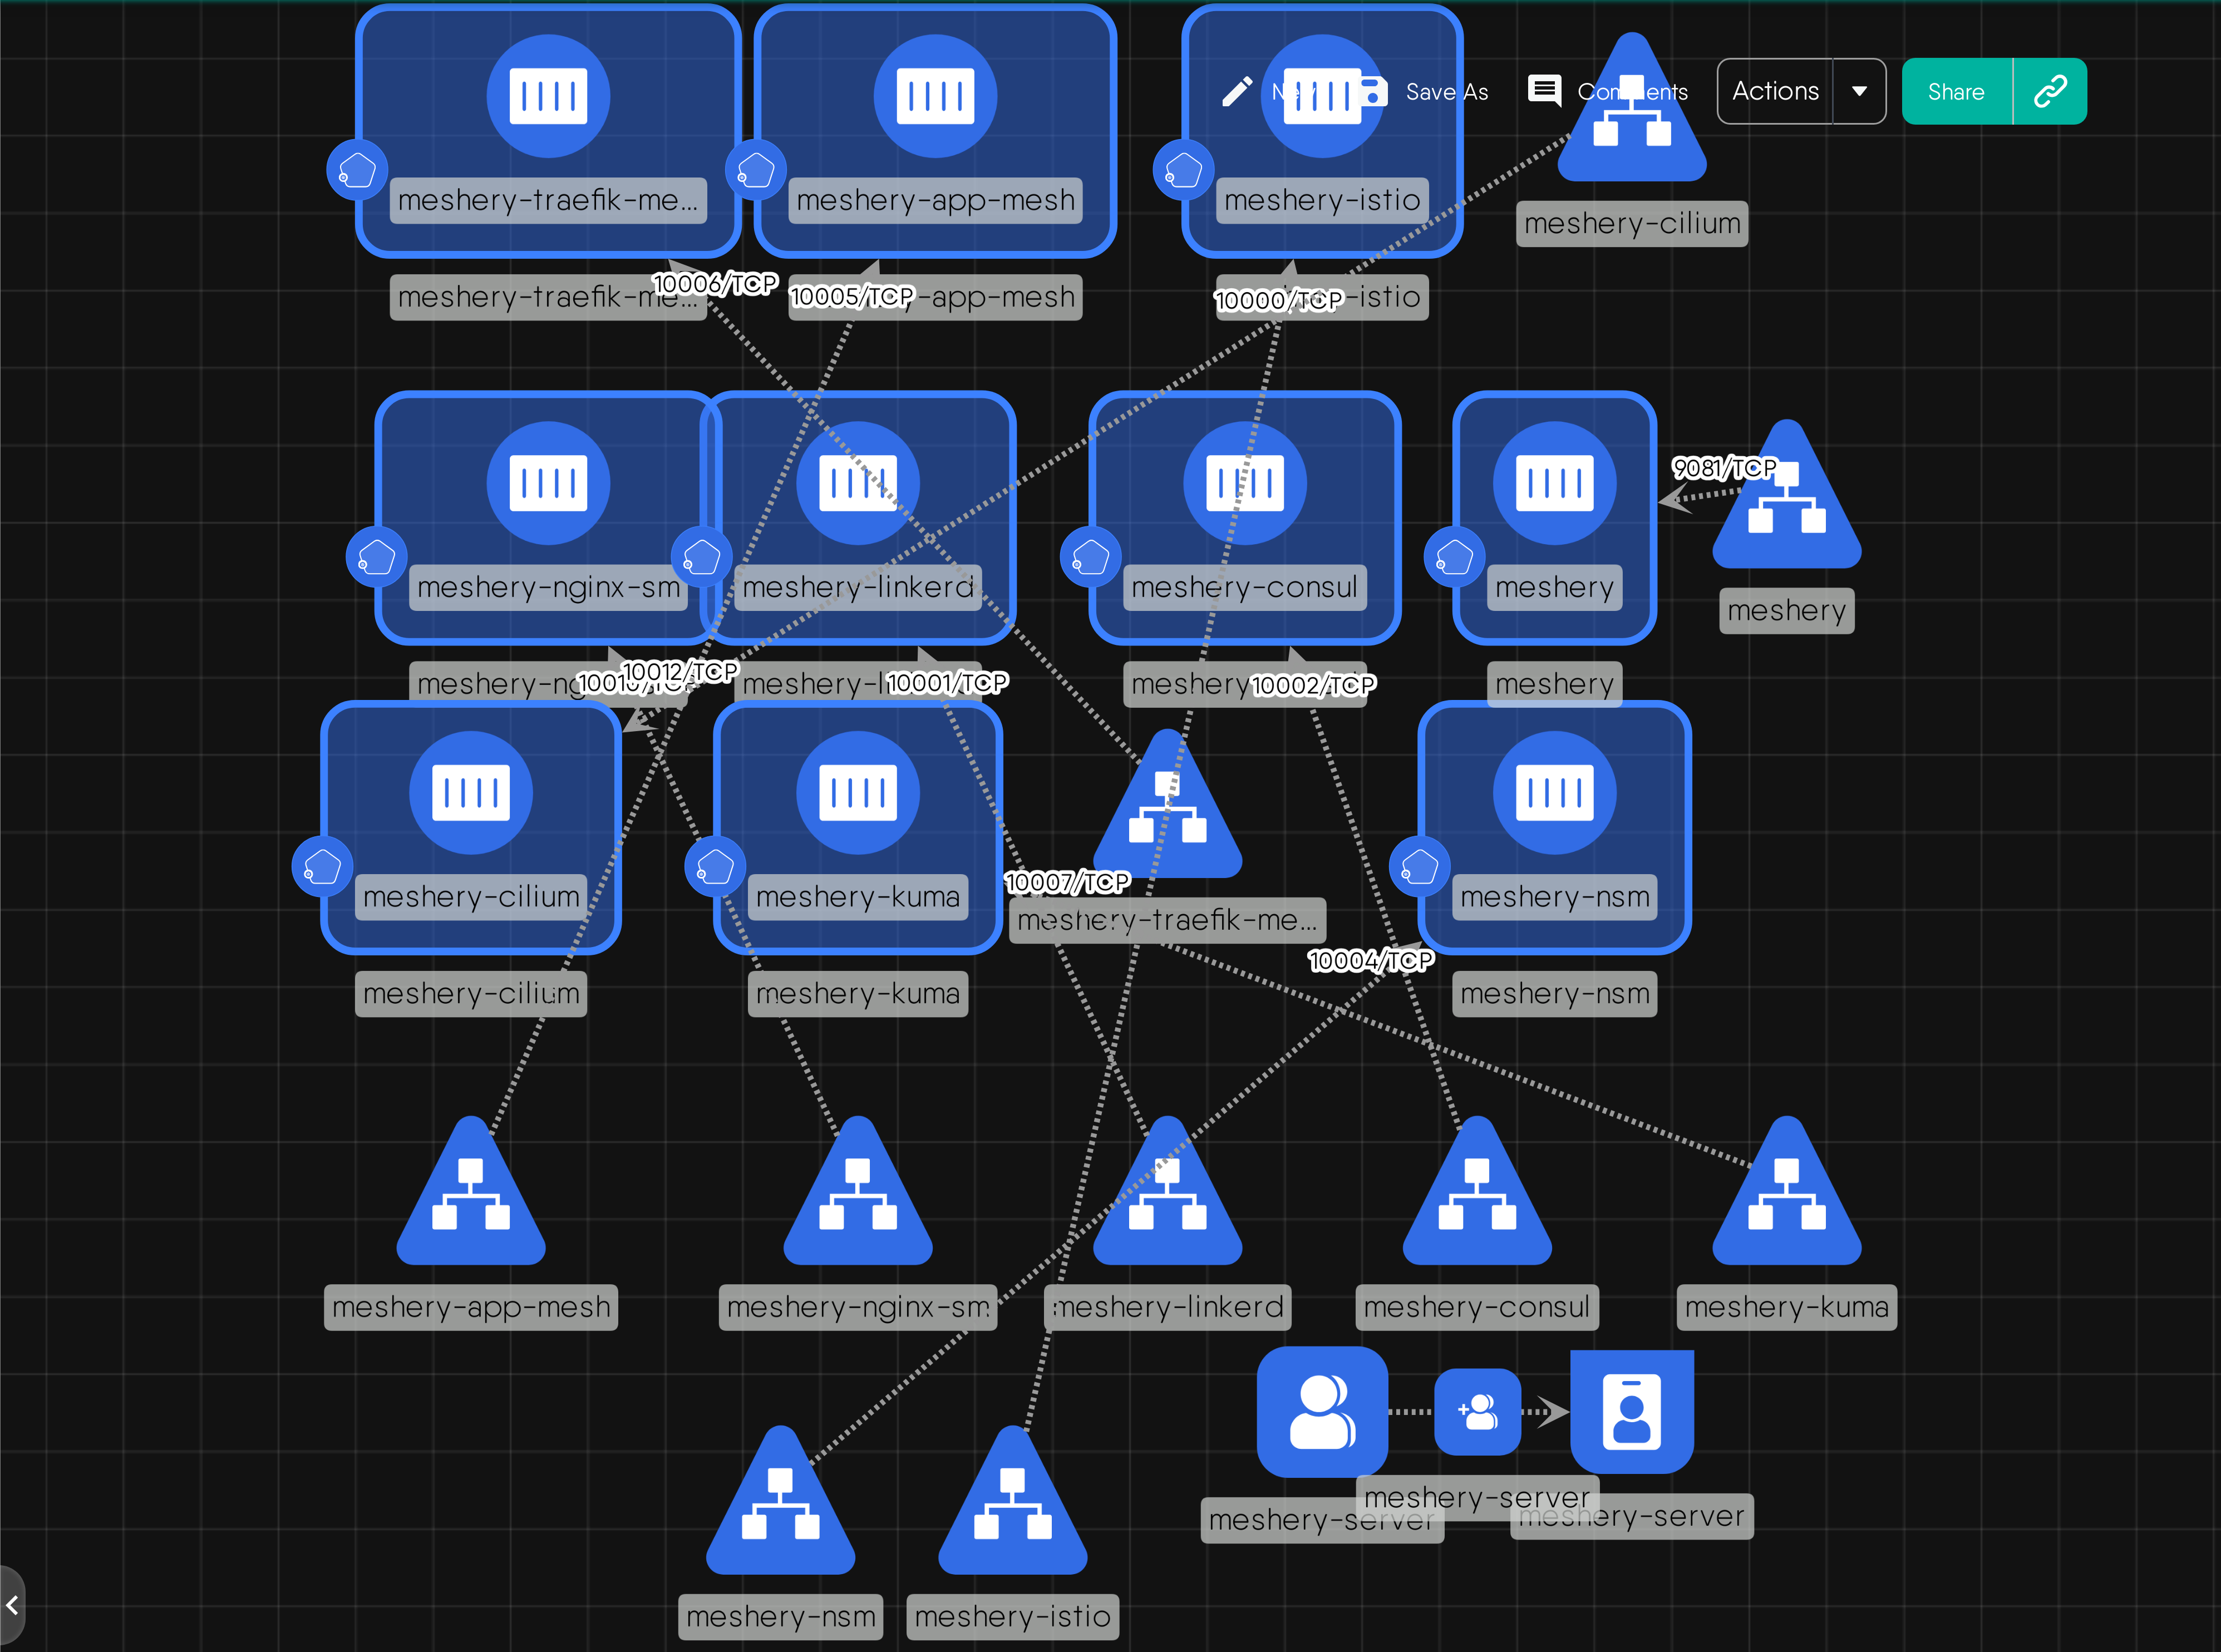 New
Save As
Comments
Actions
Share
meshery-traefik-me...
meshery-app-mesh
meshery-istio
meshery-cilium
10006/TCP
10005/TCP
10000/TCP
meshery-traefik-me...
-app-mesh
-istio
9081/TCP
meshery-nginx-sm
meshery-linkerd
meshery-consul
meshery
meshery
10012/TCP
10001/TCP
10002/TCP
meshery
meshery-cilium
meshery-kuma
10007/TCP
meshery-traefik-me...
meshery-nsm
10004/TCP
meshery-cilium
meshery-kuma
meshery-nsm
meshery-app-mesh
meshery-nginx-sm
meshery-linkerd
meshery-consul
meshery-kuma
meshery-server
meshery-server
meshery-server
meshery-nsm
meshery-istio